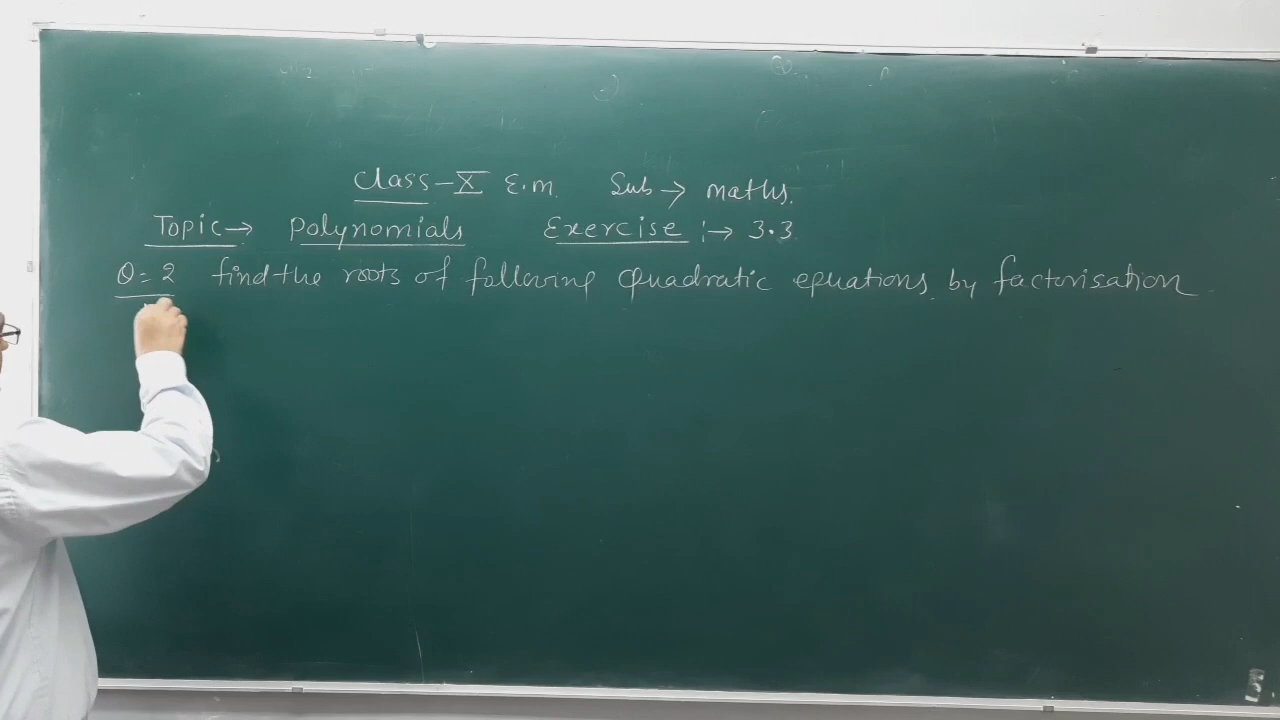 Class-X E.m. Sub → maths.
Topic → Polynomials Exercise :→ 3.3
Q=2 find the roots of following quadratic equations by factorisation